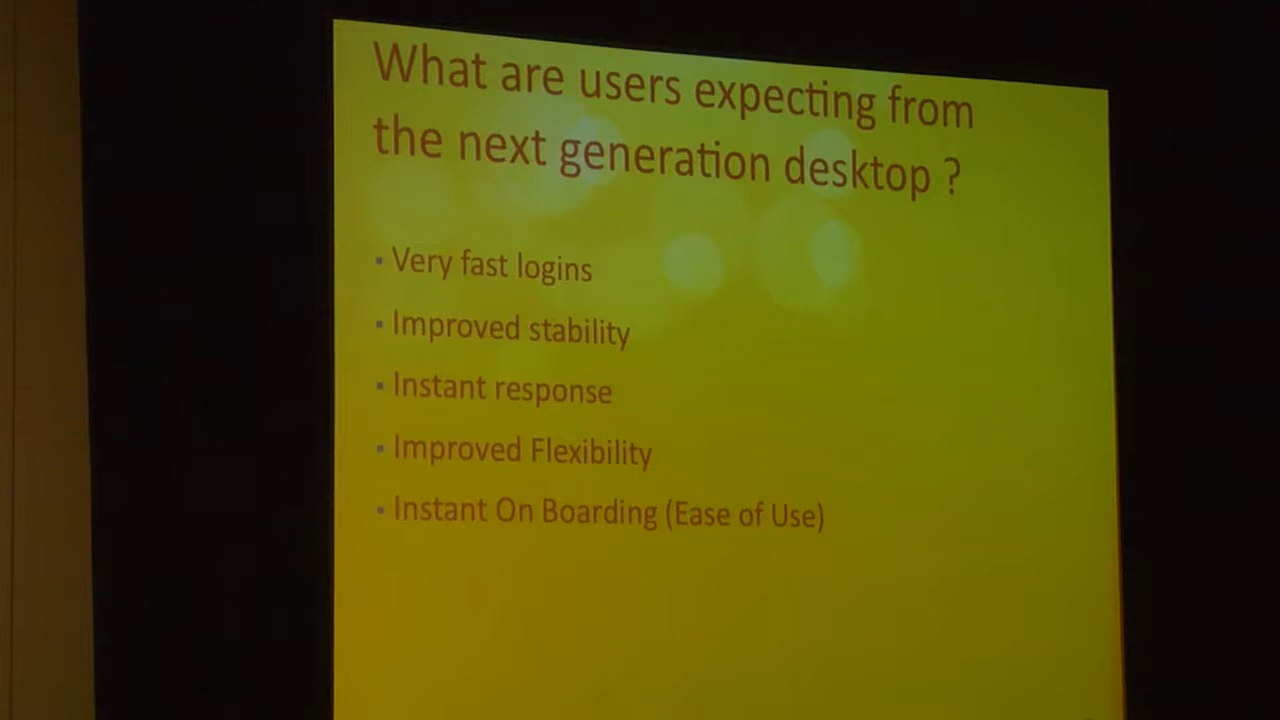 What are users expecting from
the next generation desktop ?
▪ Very fast logins
▪ Improved stability
▪ Instant response
▪ Improved Flexibility
▪ Instant On Boarding (Ease of Use)